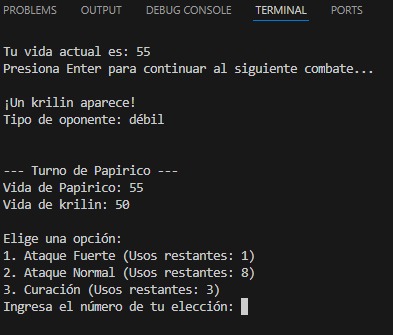 PROBLEMS OUTPUT DEBUG CONSOLE TERMINAL PORTS
Tu vida actual es: 55
Presiona Enter para continuar al siguiente combate...
¡Un krilin aparece!
Tipo de oponente: débil
--- Turno de Papirico ---
Vida de Papirico: 55
Vida de krilin: 50
Elige una opción:
1. Ataque Fuerte (Usos restantes: 1)
2. Ataque Normal (Usos restantes: 8)
3. Curación (Usos restantes: 3)
Ingresa el número de tu elección: